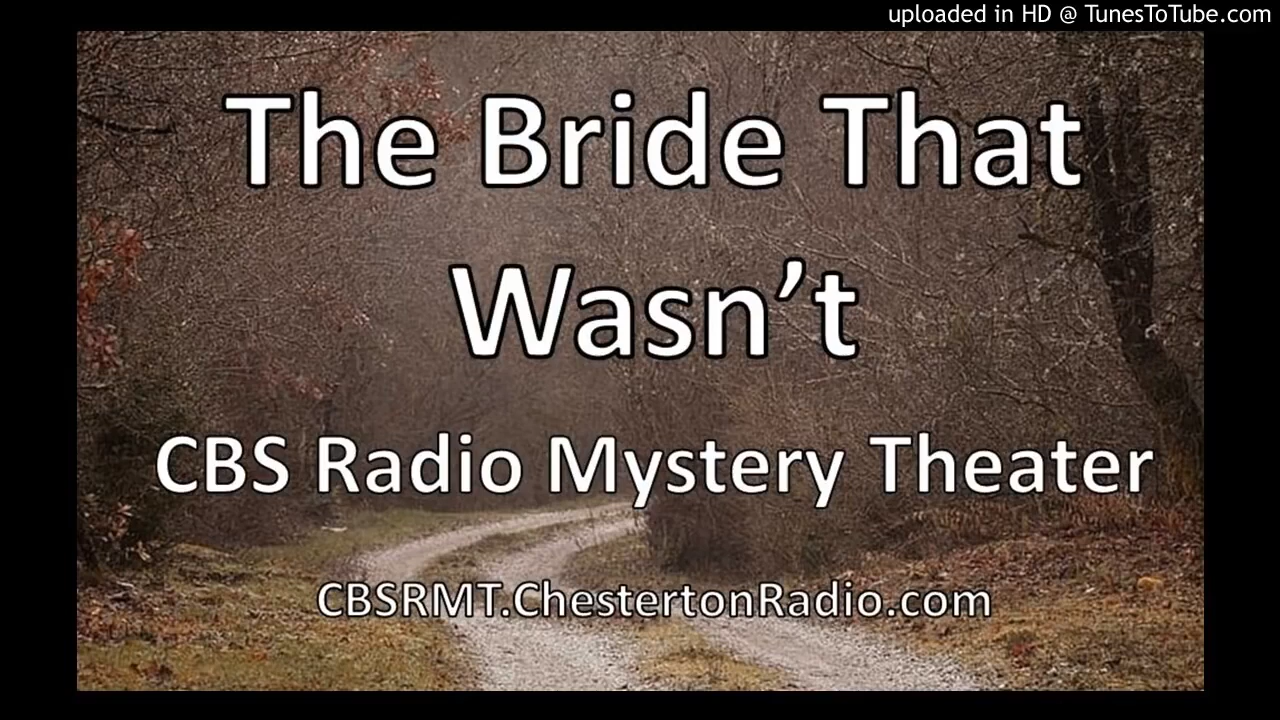 uploaded in HD @ TunesToTube.com
The Bride That
Wasn’t
CBS Radio Mystery Theater
CBSRMT.ChestertonRadio.com